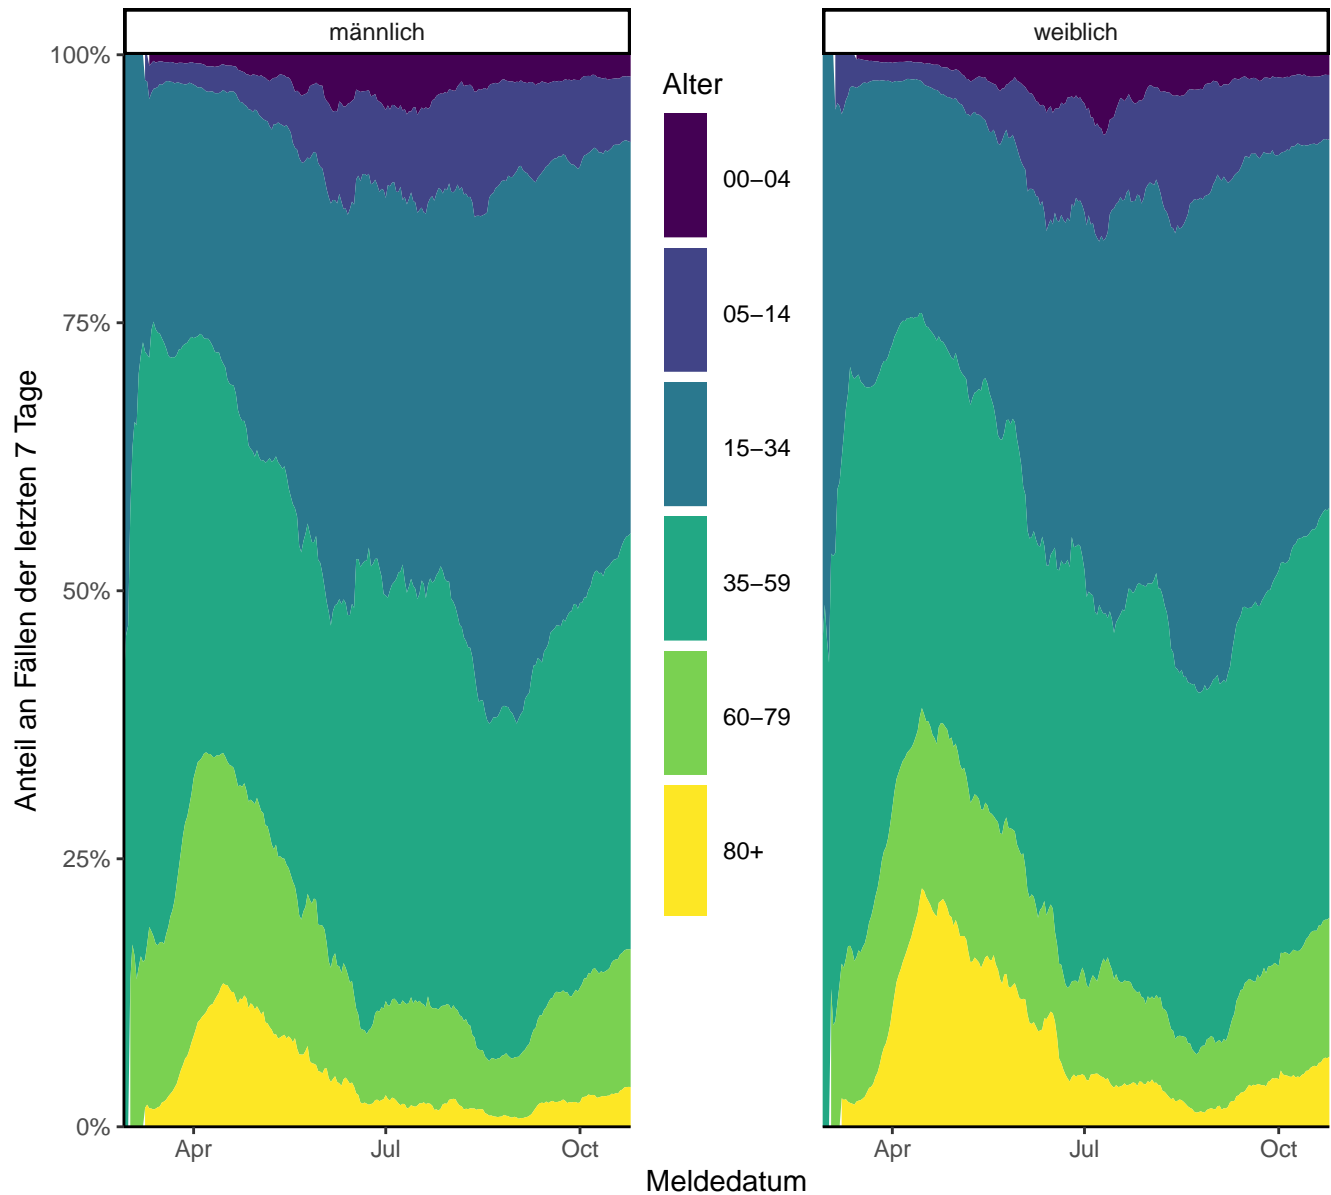 männlich
weiblich
100%
75%
50%
25%
0%
Anteil an Fällen der letzten 7 Tage
Alter
00−04
05−14
15−34
35−59
60−79
80+
Apr
Jul
Oct
Apr
Jul
Oct
Meldedatum